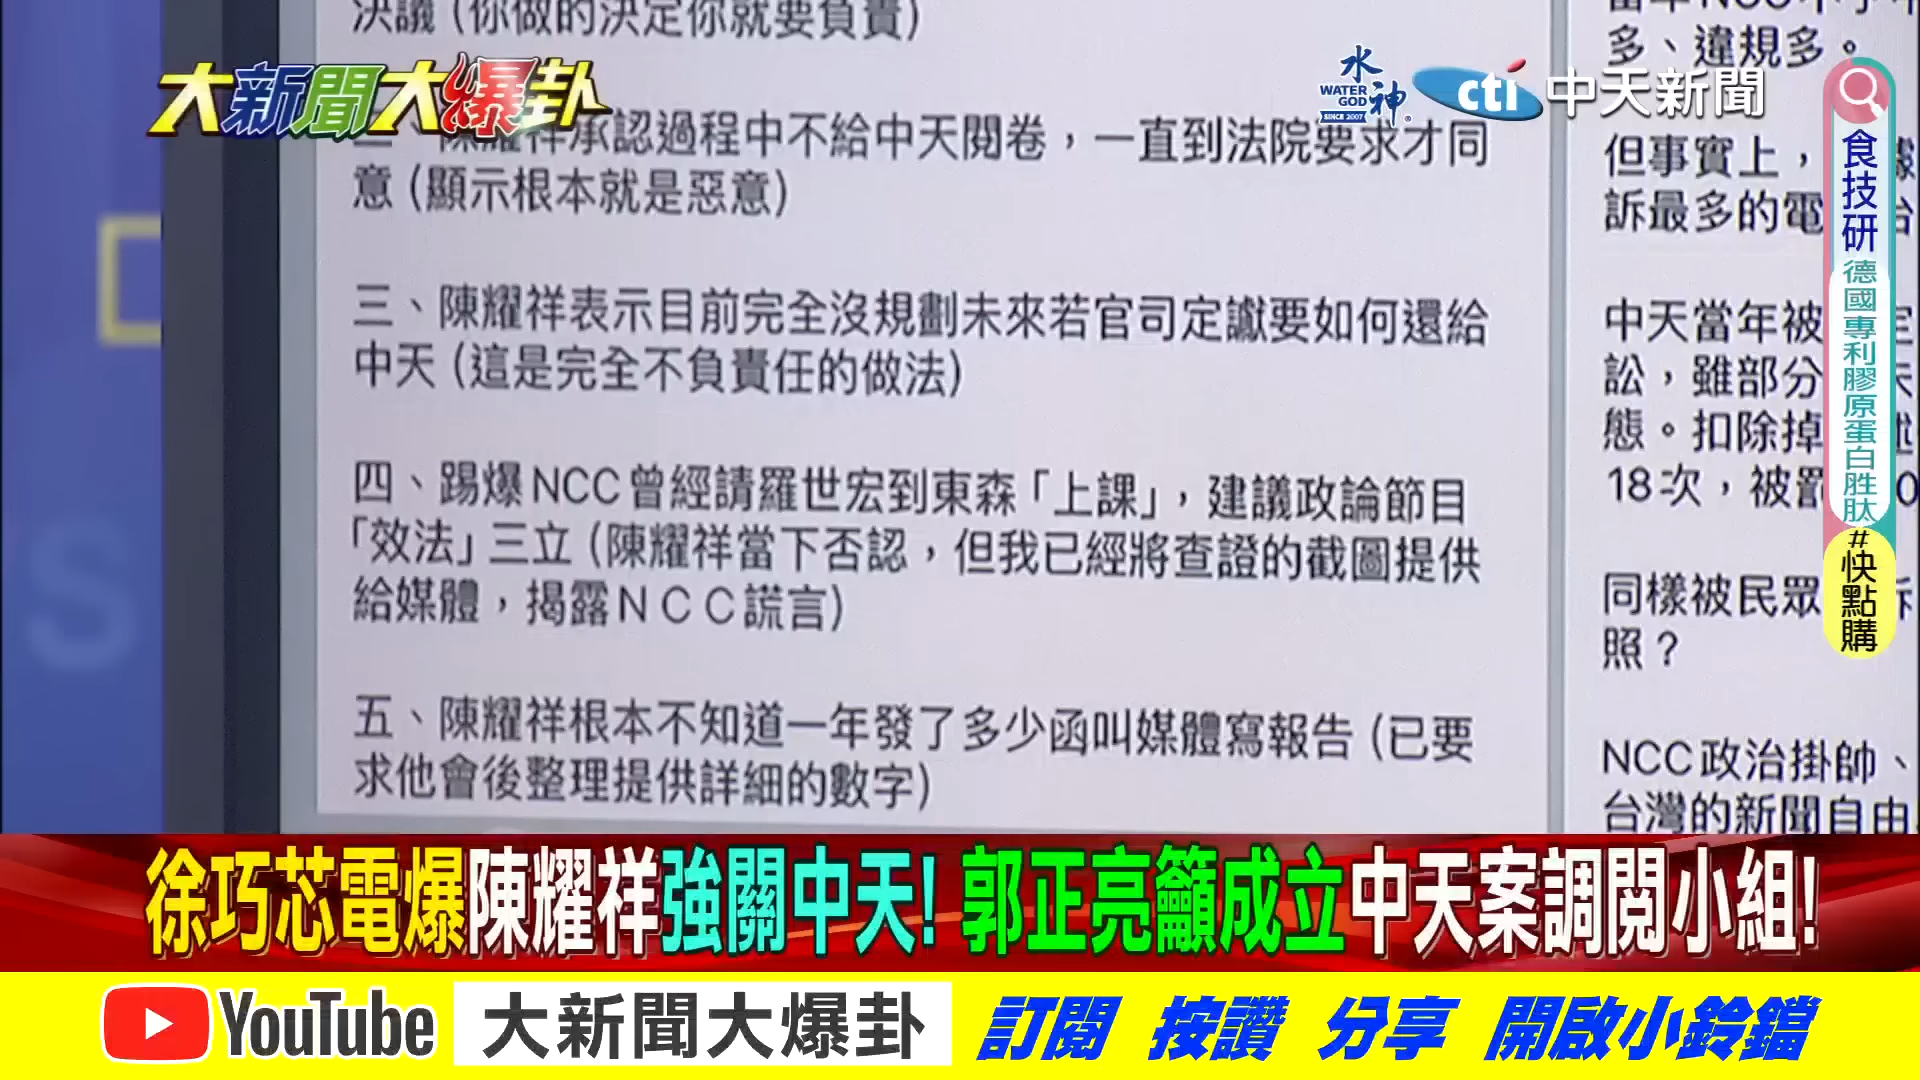 決議（你做的決定你就要負責）
大新聞大爆卦
陳耀祥承認過程中不給中天閱卷，一直到法院要求才同
意（顯示根本就是惡意）
三、陳耀祥表示目前完全沒規劃未來若官司定讞要如何還給
中天（這是完全不負責任的做法）
四、踢爆NCC曾經請羅世宏到東森「上課」，建議政論節目
「效法」三立（陳耀祥當下否認，但我已經將查證的截圖提供
給媒體，揭露ＮＣＣ謊言）
五、陳耀祥根本不知道一年發了多少函叫媒體寫報告（已要
求他會後整理提供詳細的數字）
多、違規多。
但事實上，
訴最多的電
中天當年被
訟，雖部分
態。扣除掉
18次，被罰
同樣被民眾
照？
NCC政治掛帥、
台灣的新聞自由
水神
WATER GOD
SINCE 2007
cti 中天新聞
食技研
德國專利膠原蛋白胜肽
#快點購
徐巧芯電爆陳耀祥強關中天! 郭正亮籲成立中天案調閱小組!
YouTube 大新聞大爆卦 訂閱 按讚 分享 開啟小鈴鐺